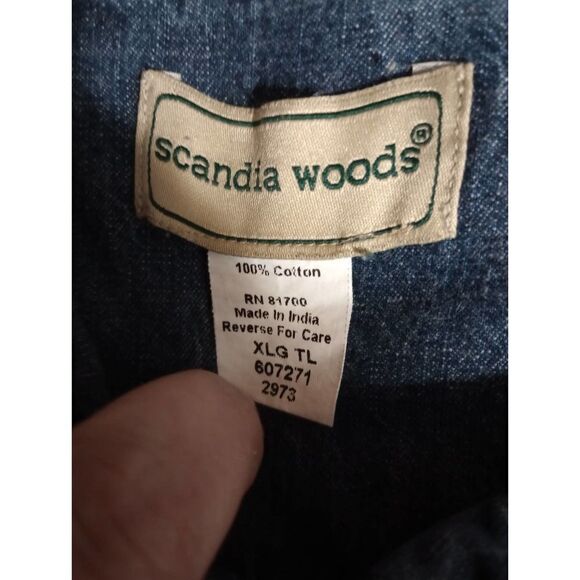 scandia woods®
100% Cotton
RN 81700
Made In India
Reverse For Care
XLG TL
607271
2973